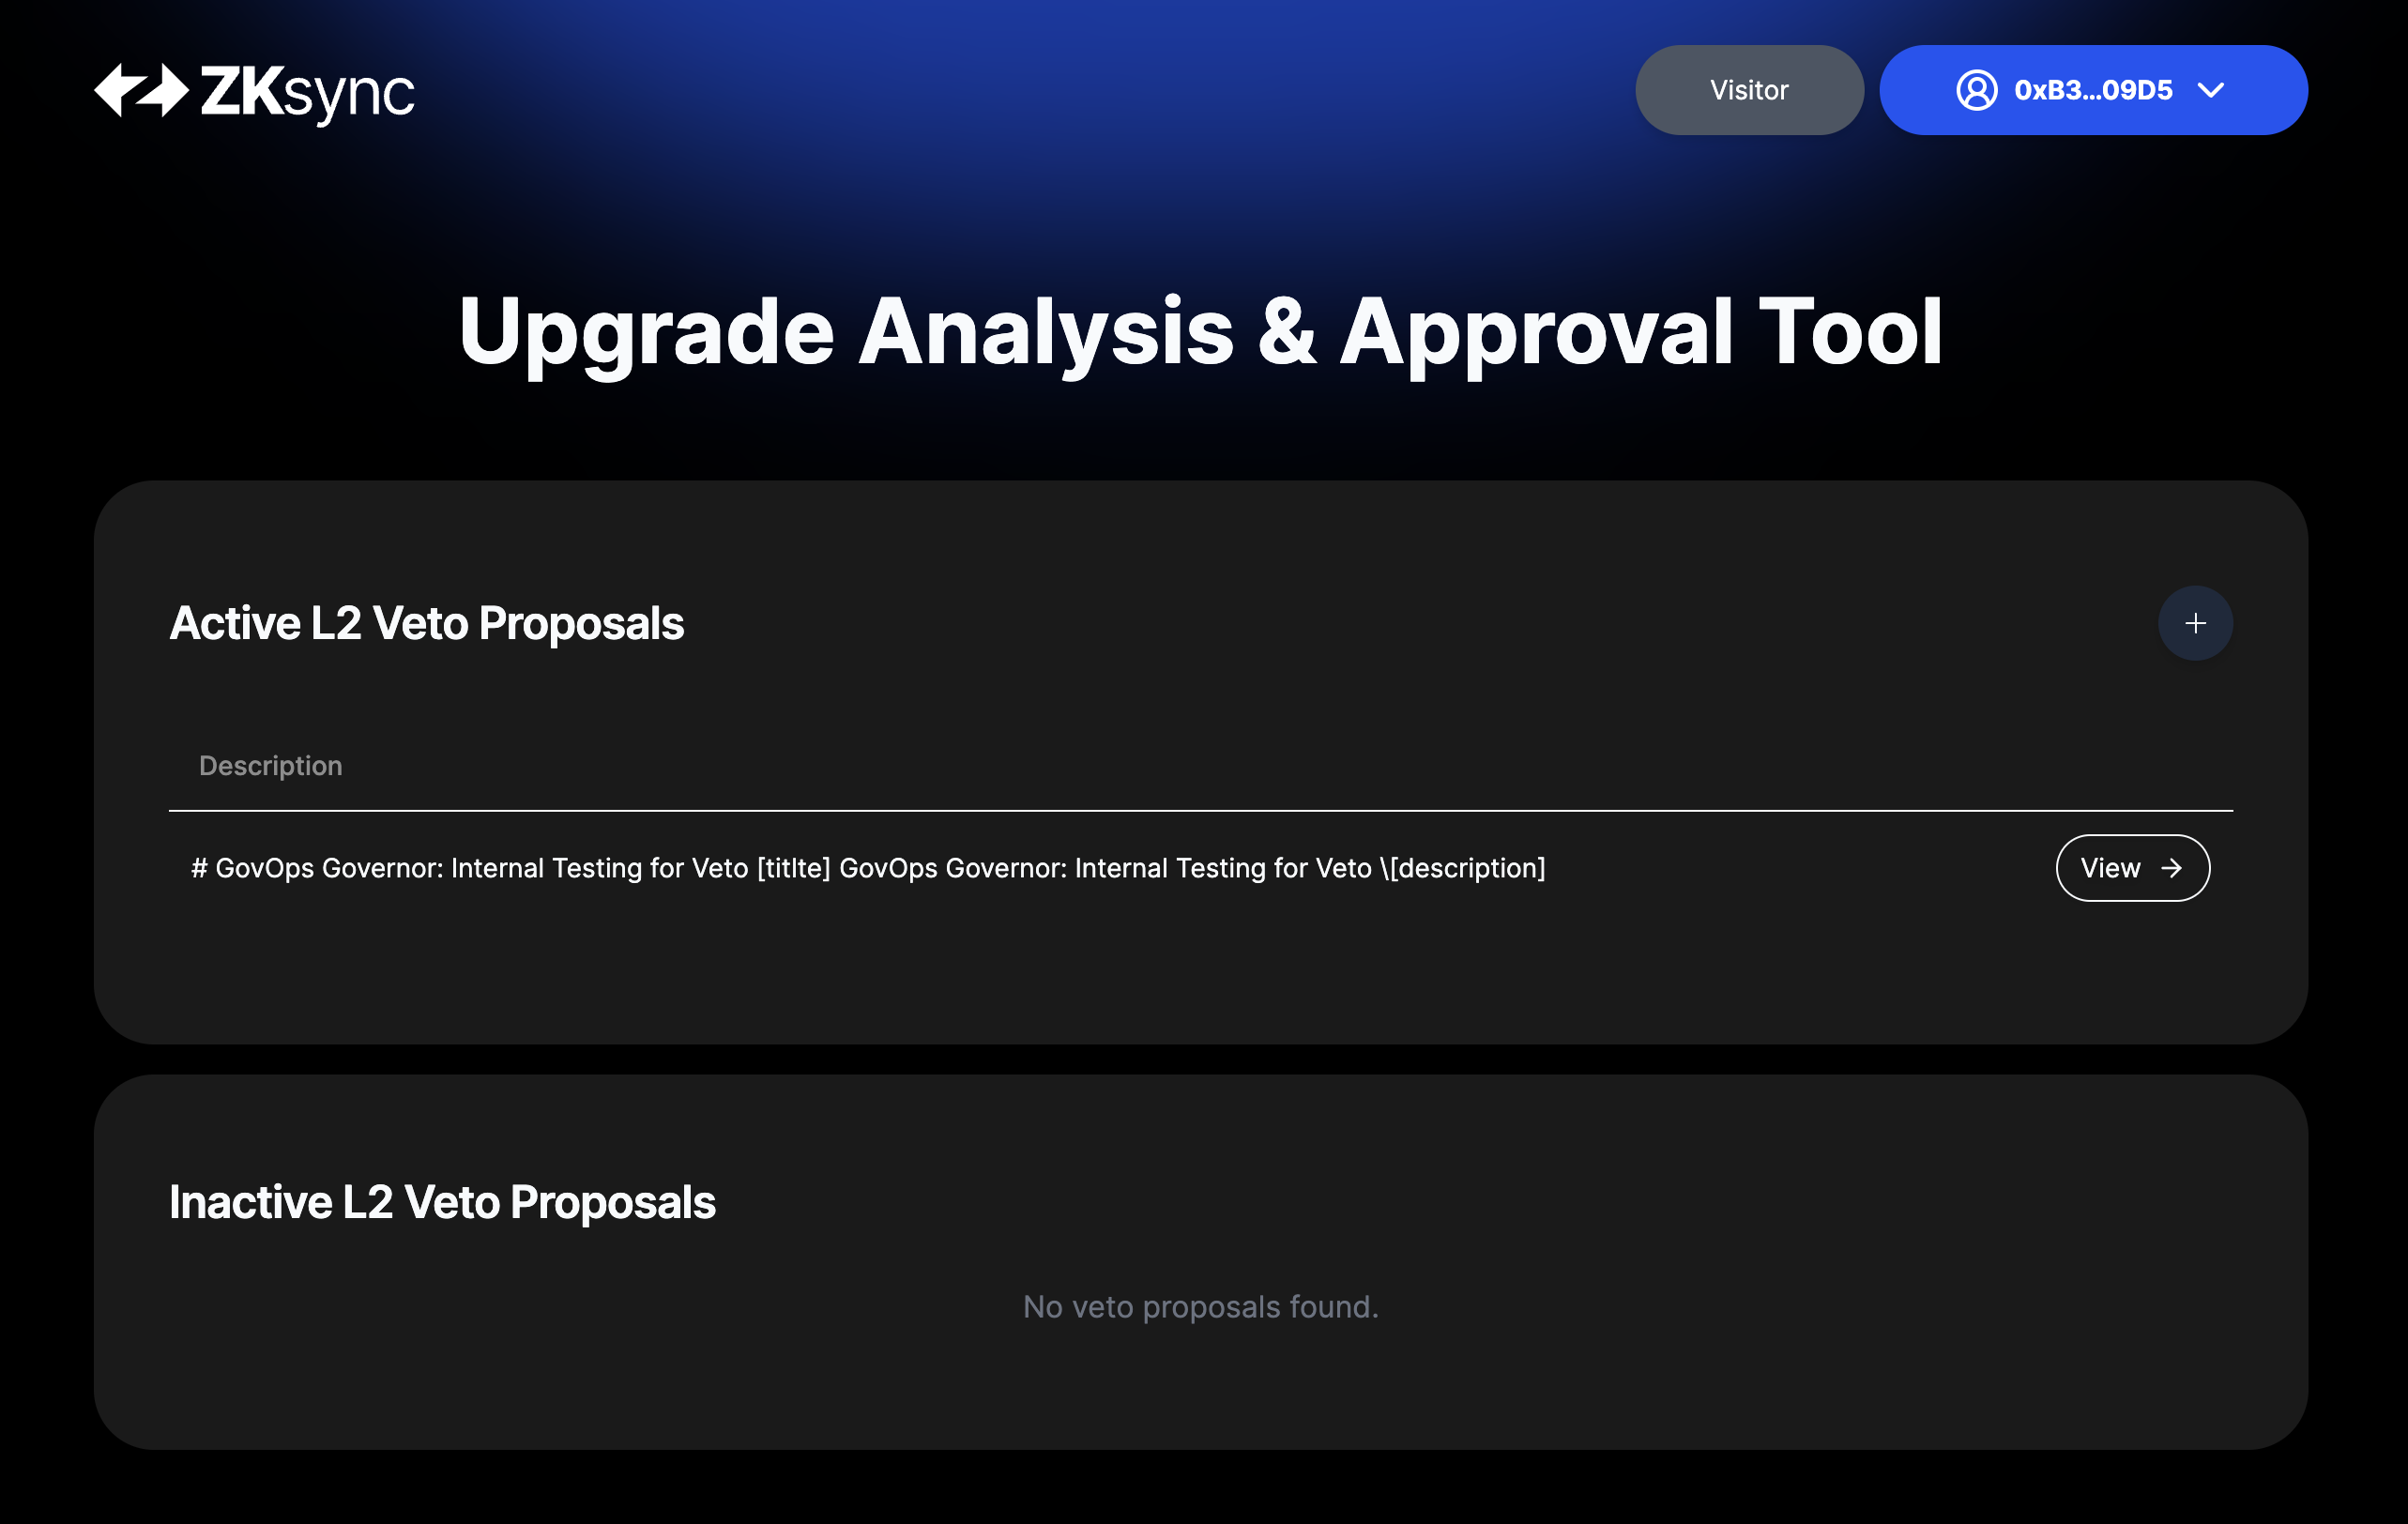 ZKsync
Visitor
0xB3...09D5
Upgrade Analysis & Approval Tool
Active L2 Veto Proposals
+
Description
# GovOps Governor: Internal Testing for Veto [titlte] GovOps Governor: Internal Testing for Veto \[description]
View →
Inactive L2 Veto Proposals
No veto proposals found.